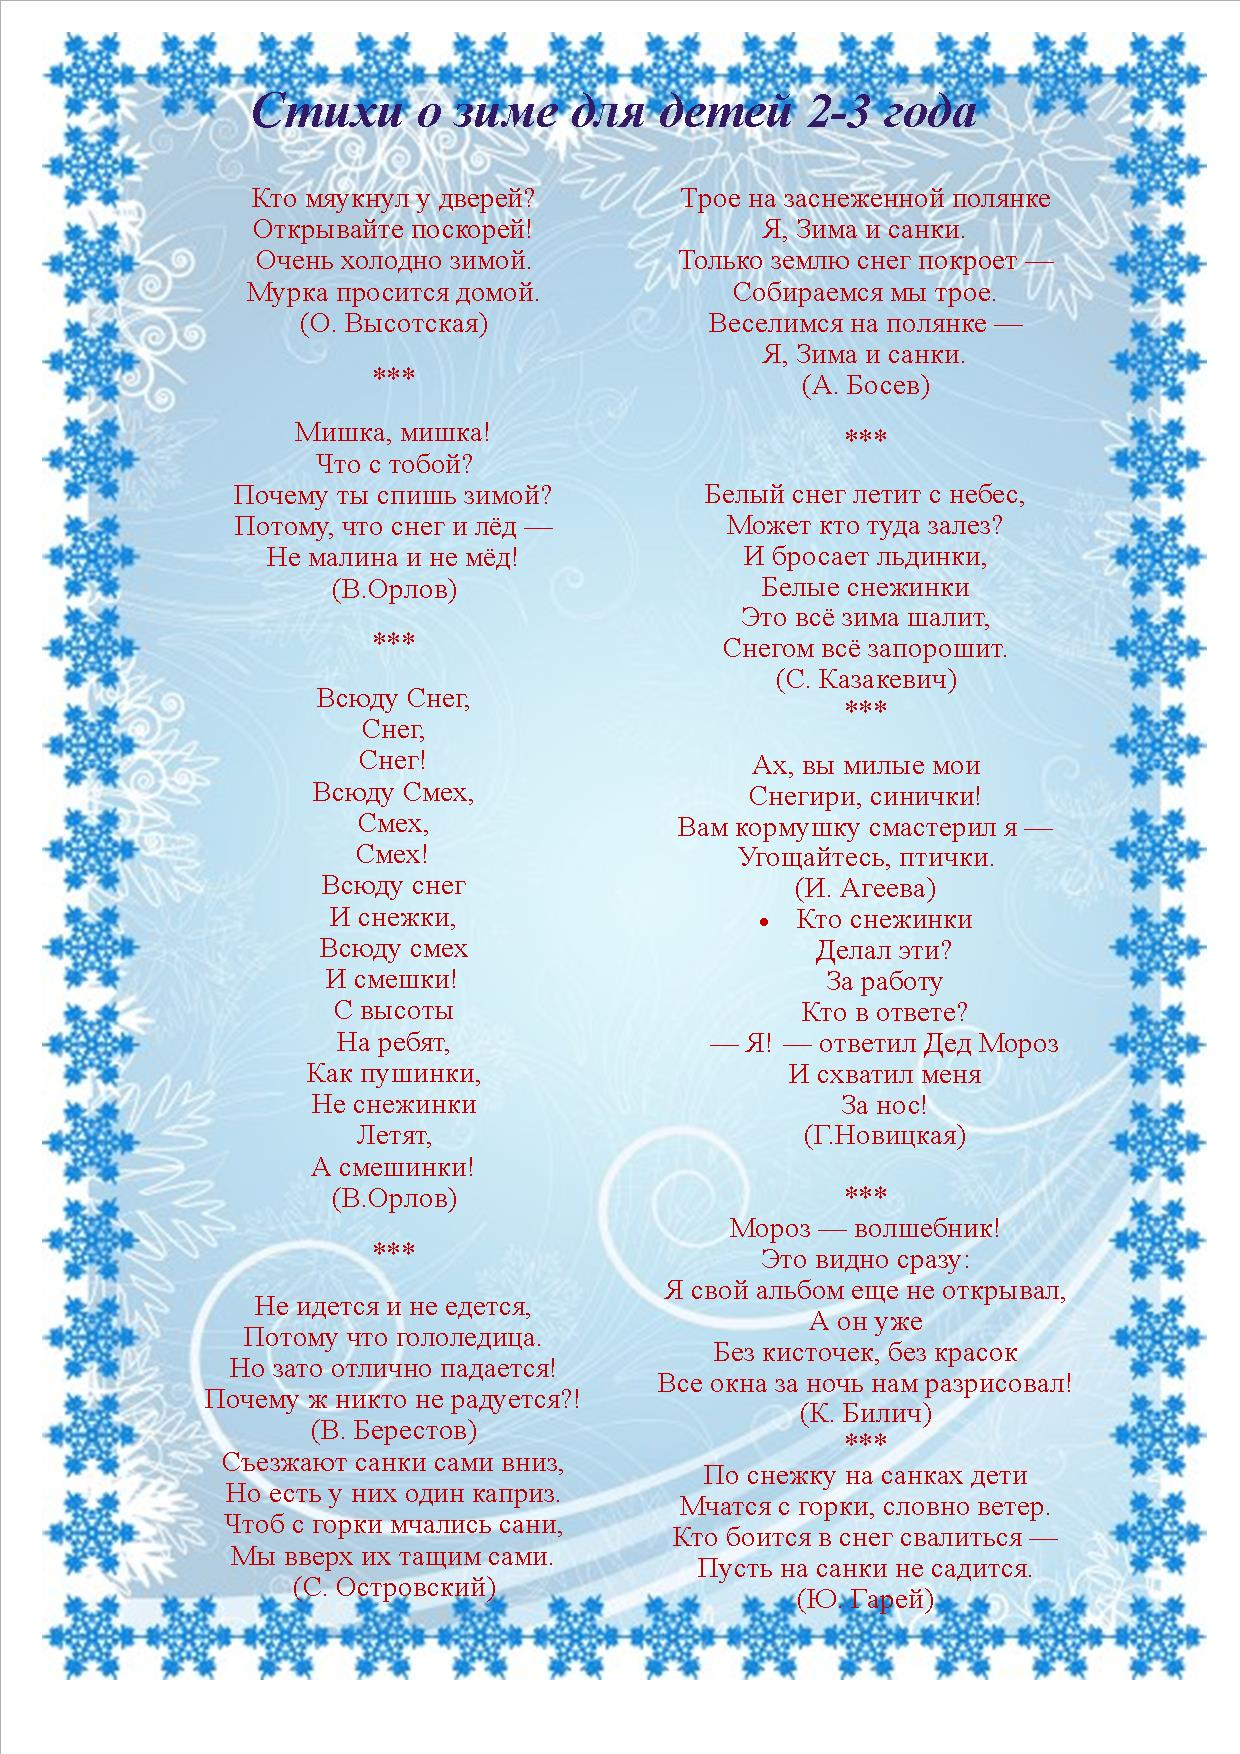 Стихи о зиме для детей 2-3 года
Кто мяукнул у дверей?
Открывайте поскорей!
Очень холодно зимой.
Мурка просится домой.
(О. Высотская)
***
Мишка, мишка!
Что с тобой?
Почему ты спишь зимой?
Потому, что снег и лёд —
Не малина и не мёд!
(В.Орлов)
***
Всюду Снег,
Снег,
Снег!
Всюду Смех,
Смех,
Смех!
Всюду снег
И снежки,
Всюду смех
И смешки!
С высоты
На ребят,
Как пушинки,
Не снежинки
Летят,
А смешинки!
(В.Орлов)
***
Не идется и не едется,
Потому что гололедица.
Но зато отлично падается!
Почему ж никто не радуется?!
(В. Берестов)
Съезжают санки сами вниз,
Но есть у них один каприз.
Чтоб с горки мчались сани,
Мы вверх их тащим сами.
(С. Островский)
Трое на заснеженной полянке
Я, Зима и санки.
Только землю снег покроет —
Собираемся мы трое.
Веселимся на полянке —
Я, Зима и санки.
(А. Босев)
***
Белый снег летит с небес,
Может кто туда залез?
И бросает льдинки,
Белые снежинки
Это всё зима шалит,
Снегом всё запорошит.
(С. Казакевич)
***
Ах, вы милые мои
Снегири, синички!
Вам кормушку смастерил я —
Угощайтесь, птички.
(И. Агеева)
• Кто снежинки
Делал эти?
За работу
Кто в ответе?
— Я! — ответил Дед Мороз
И схватил меня
За нос!
(Г.Новицкая)
***
Мороз — волшебник!
Это видно сразу:
Я свой альбом еще не открывал,
А он уже
Без кисточек, без красок
Все окна за ночь нам разрисовал!
(К. Билич)
***
По снежку на санках дети
Мчатся с горки, словно ветер.
Кто боится в снег свалиться —
Пусть на санки не садится.
(Ю. Гарей)